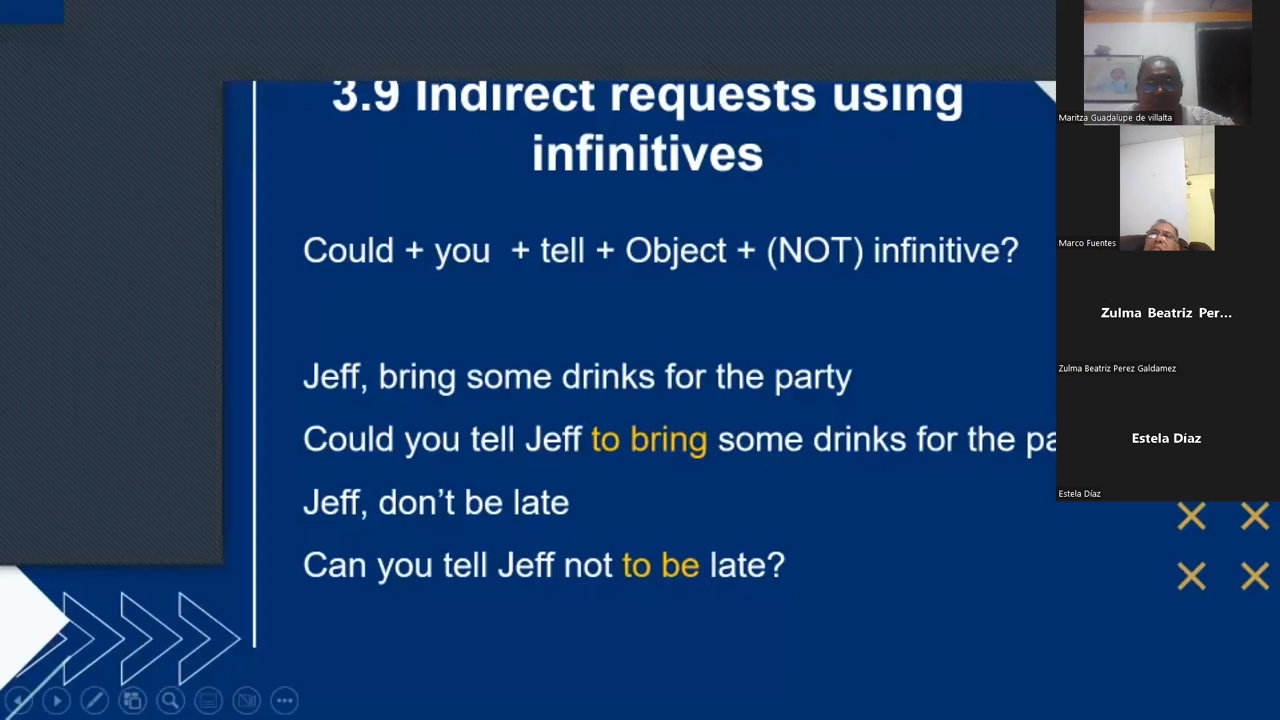 3.9 Indirect requests using
infinitives
Could + you + tell + Object + (NOT) infinitive?
Jeff, bring some drinks for the party
Could you tell Jeff to bring some drinks for the pa
Jeff, don’t be late
Can you tell Jeff not to be late?
Maritza Guadalupe de villalta
Marco Fuentes
Zulma Beatriz Per...
Zulma Beatriz Perez Galdamez
Estela Díaz
Estela Díaz